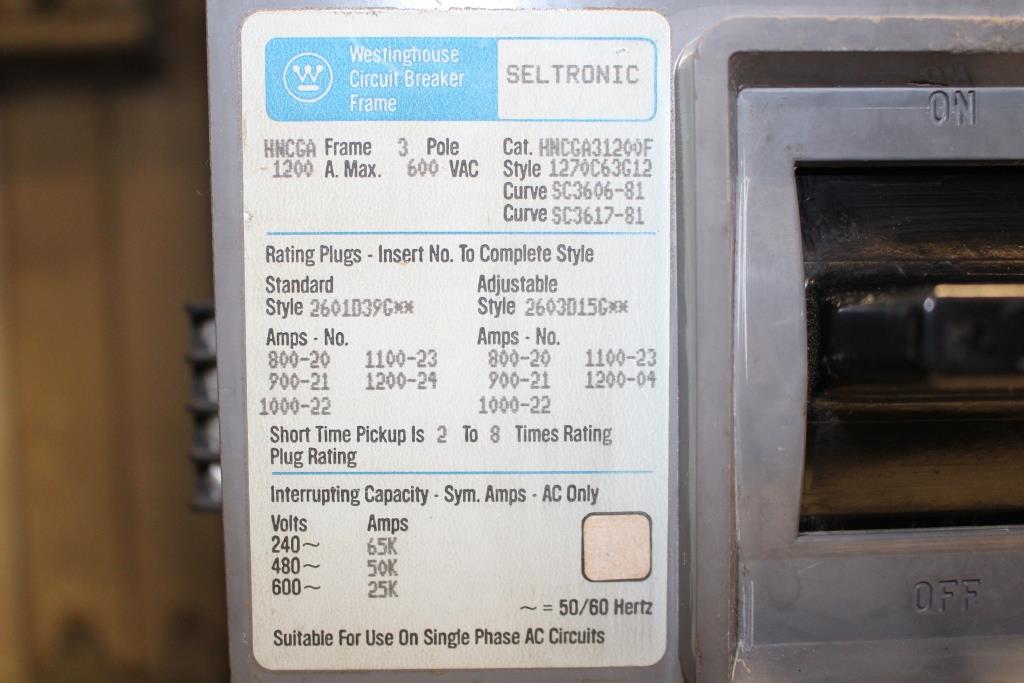 Westinghouse
Circuit Breaker
Frame
SELTRONIC
HNCGA Frame 3 Pole
1200 A. Max. 600 VAC
Cat. HNCGA31200F
Style 1270C63G12
Curve SC3606-81
Curve SC3617-81
Rating Plugs - Insert No. To Complete Style
Standard
Style 2601D39G**
Amps - No.
800-20 1100-23
900-21 1200-24
1000-22
Adjustable
Style 2603D15G**
Amps - No.
800-20 1100-23
900-21 1200-04
1000-22
Short Time Pickup Is 2 To 8 Times Rating
Plug Rating
Interrupting Capacity - Sym. Amps - AC Only
Volts Amps
240~ 65K
480~ 50K
600~ 25K
~ = 50/60 Hertz
Suitable For Use On Single Phase AC Circuits
ON
OFF